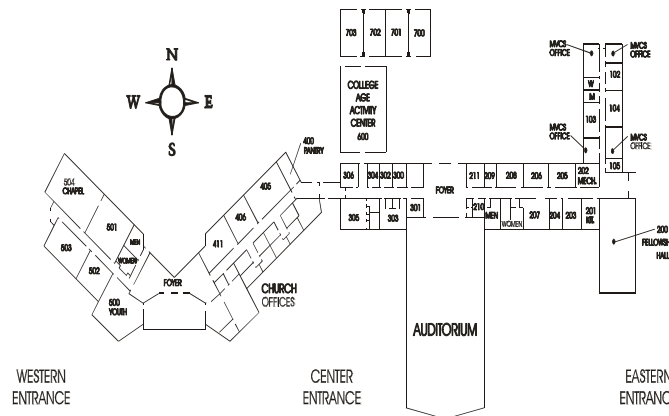 703 702 701 700
MVCS
OFFICE
MVCS
OFFICE
N
W E
S
COLLEGE
AGE
ACTIVITY
CENTER
600
W
M
102
103
104
MVCS
OFFICE
MVCS
OFFICE
105
400
PANTRY
504
CHAPEL
501
MEN
WOMEN
503
502
500
YOUTH
FOYER
405
406
411
CHURCH
OFFICES
306 304 302 300
FOYER
211 209 208 206 205 202
MECH.
305 303 301
210 MEN WOMEN 207 204 203 201
KIT.
200
FELLOWSH
HALL
AUDITORIUM
WESTERN
ENTRANCE
CENTER
ENTRANCE
EASTERN
ENTRANC